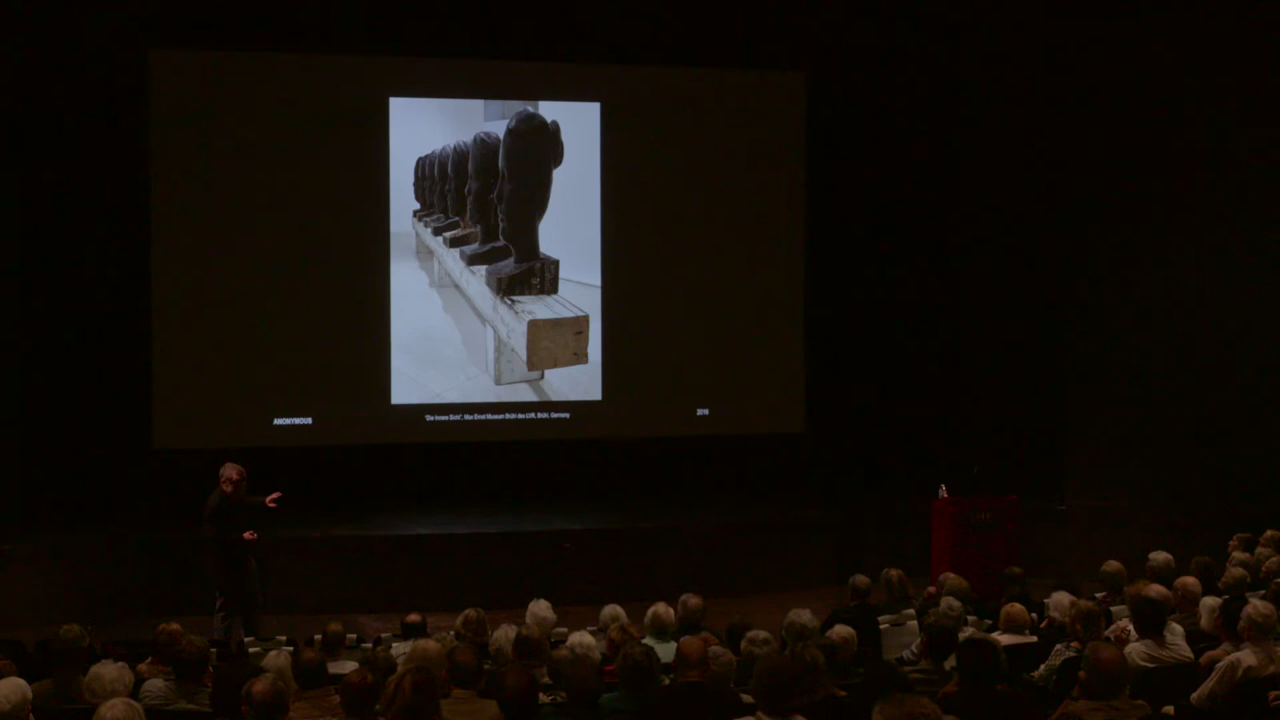 ANONYMOUS
"Die Innere Sicht", Max Ernst Museum Brühl des LVR, Brühl, Germany
2016